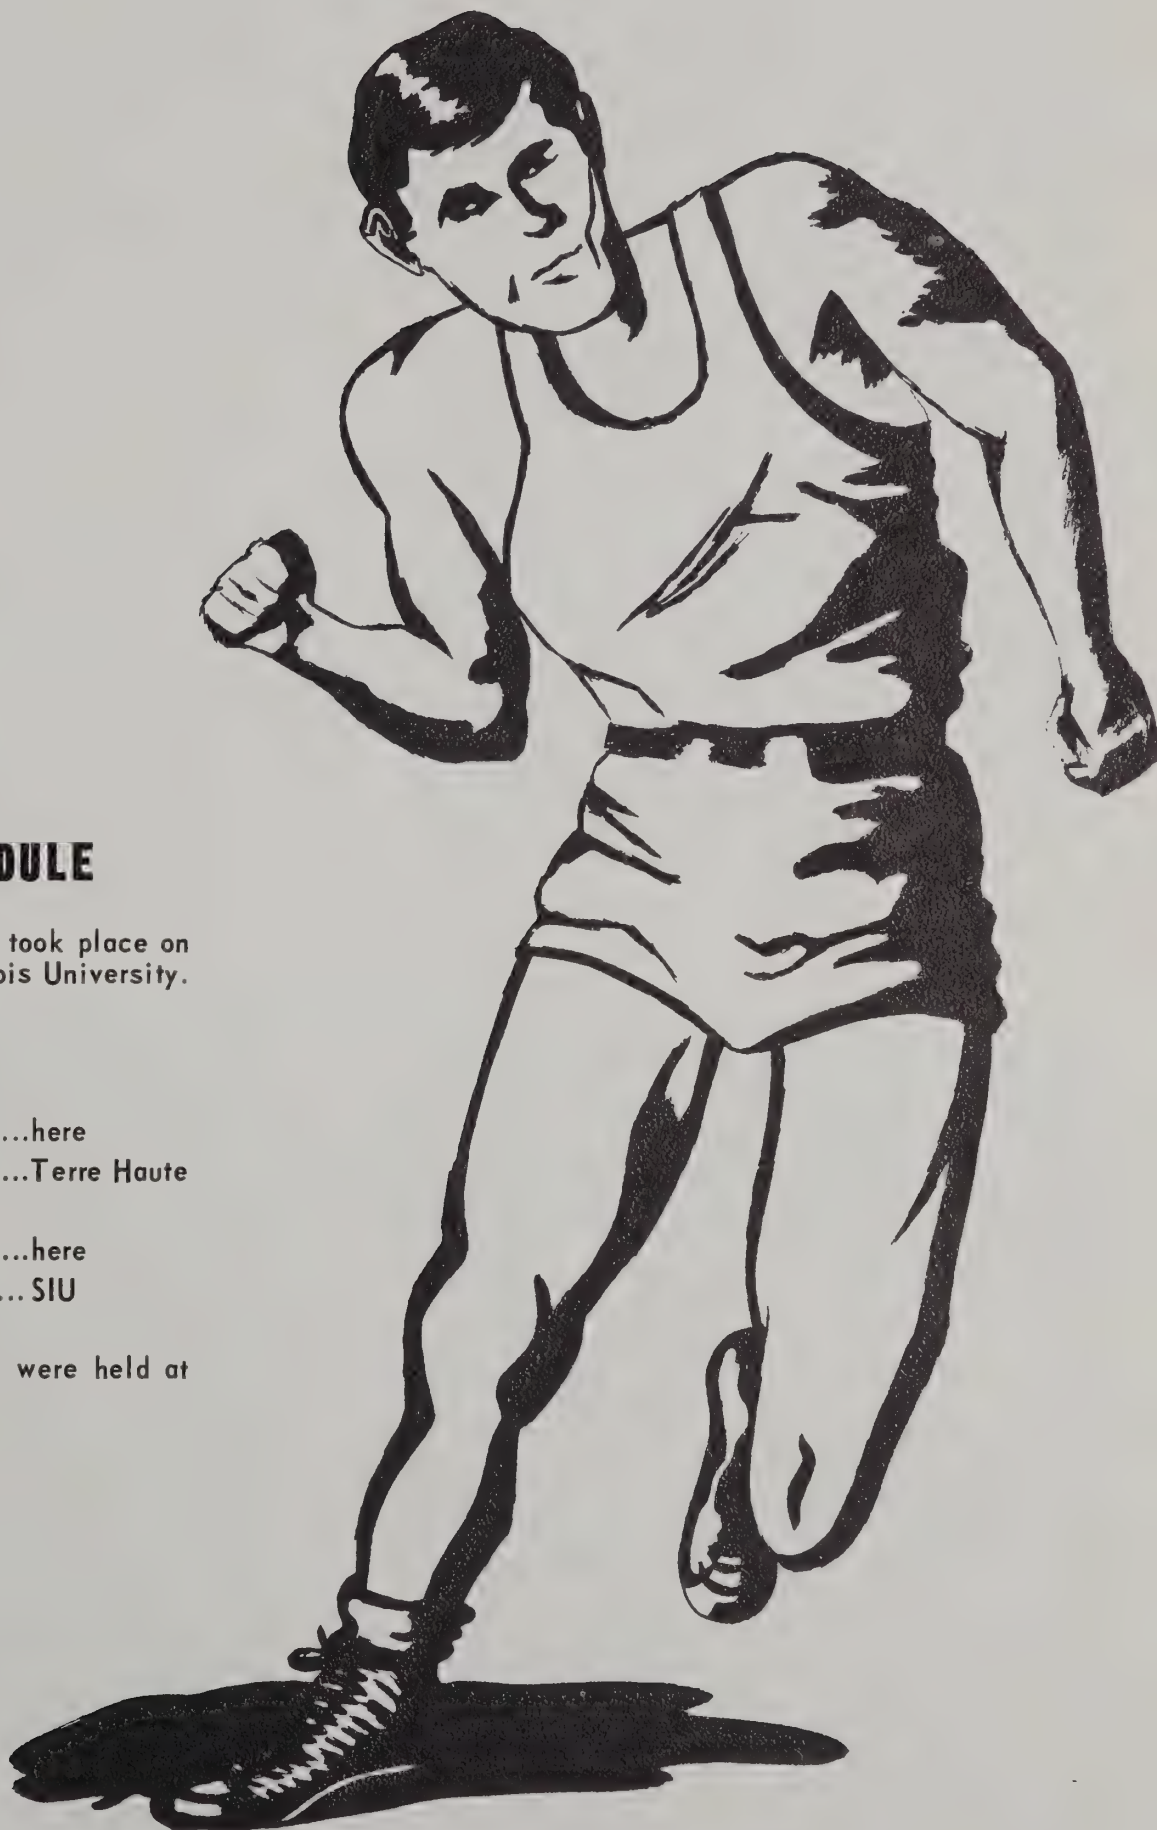 DULE
took place on
ois University.
...here
...Terre Haute
...here
... SIU
were held at